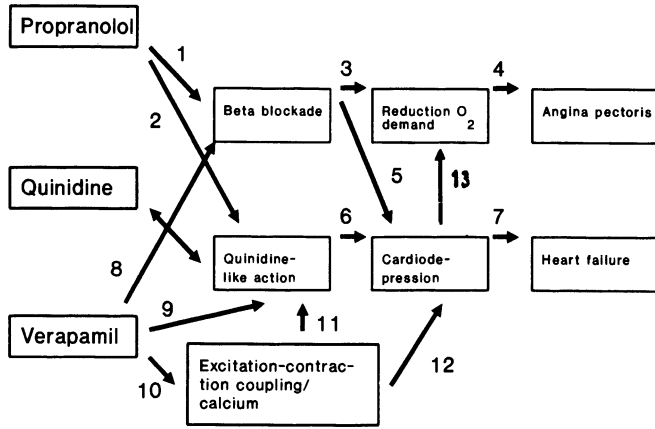 Propranolol
1
3
4
Beta blockade
Reduction O2
demand
Angina pectoris
2
Quinidine
5
13
6
7
8
Quinidine-
like action
Cardiode-
pression
Heart failure
9
Verapamil
11
10
Excitation-contrac-
tion coupling/
calcium
12